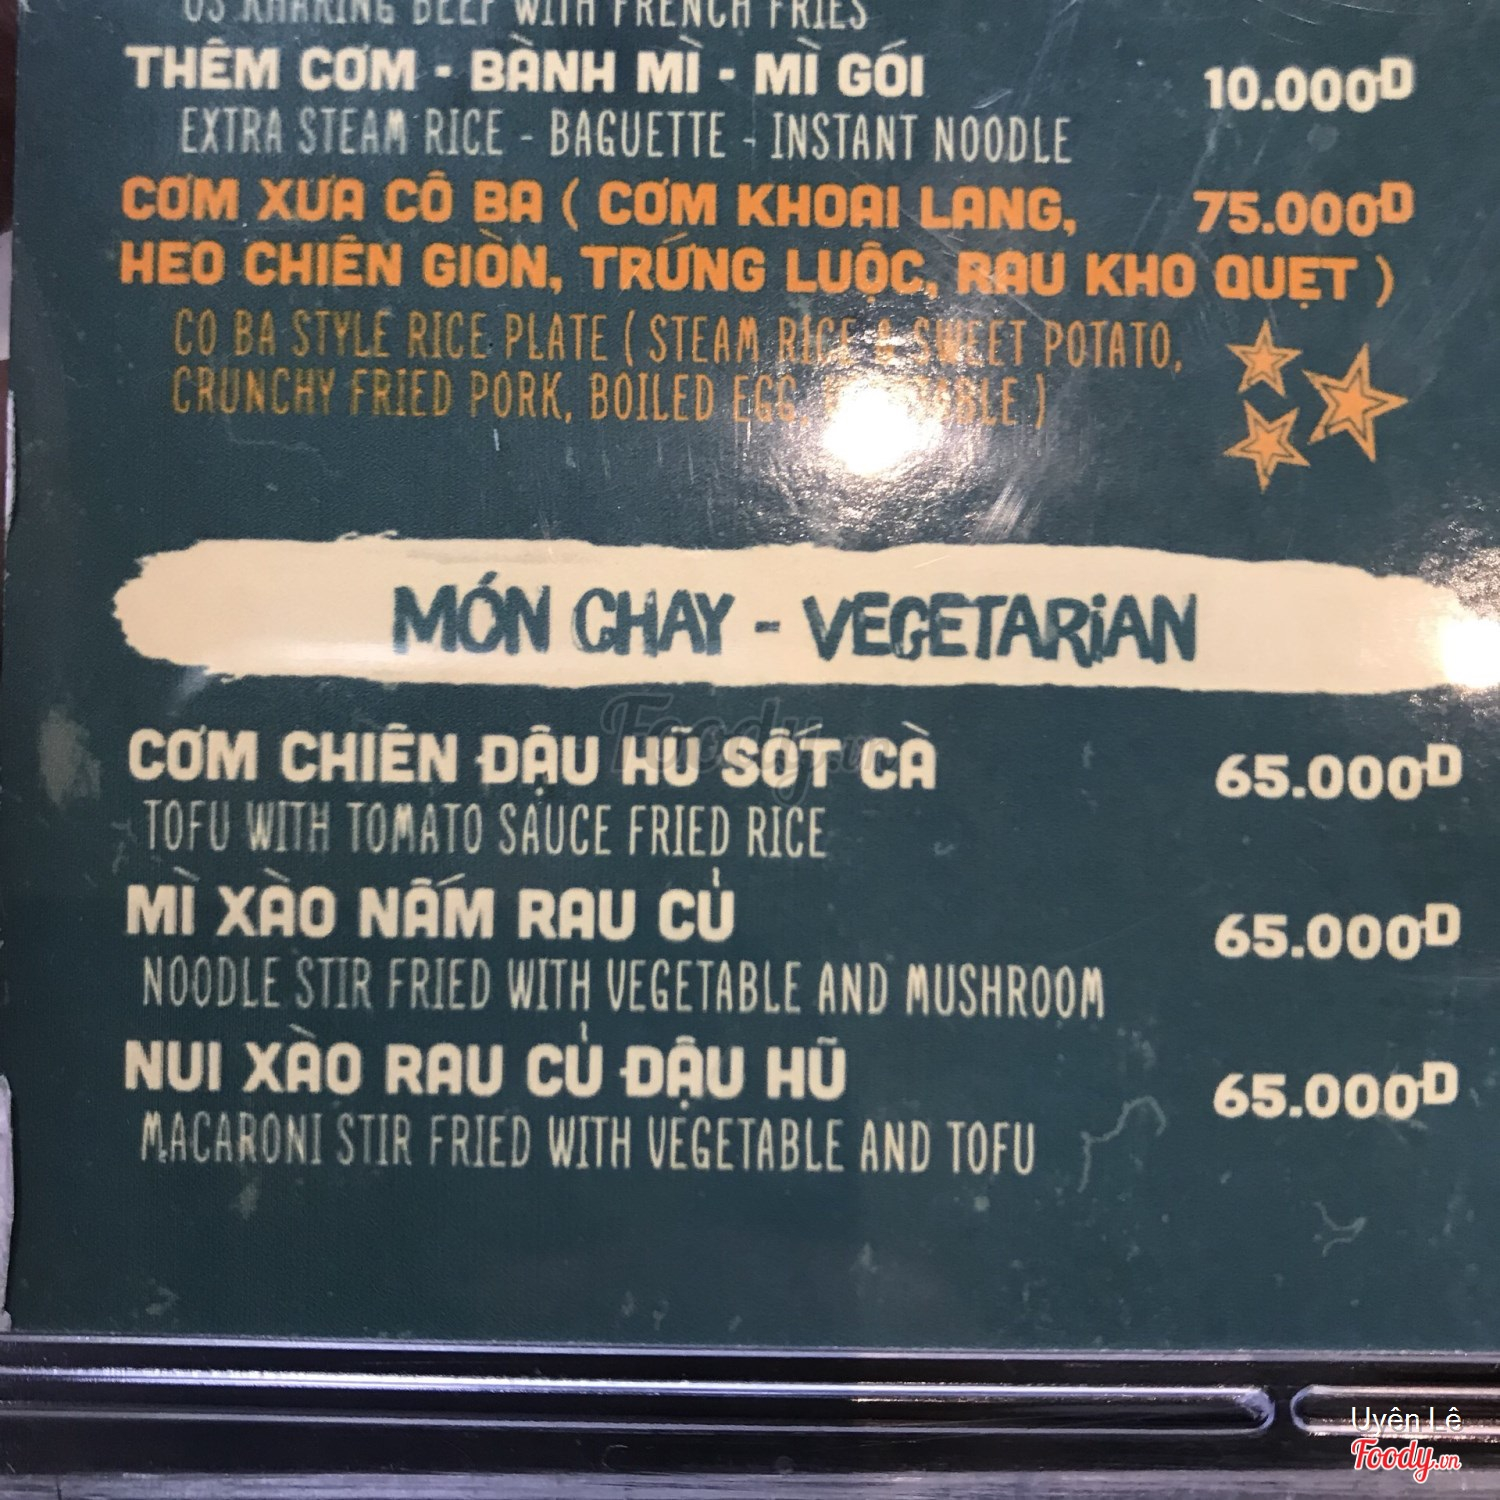 US KHAKING BEEF WITH FRENCH FRIES
THÊM CƠM - BÀNH MÌ - MÌ GÓI 10.000Đ
EXTRA STEAM RICE - BAGUETTE - INSTANT NOODLE
CƠM XƯA CÔ BA ( CƠM KHOAI LANG, 75.000Đ
HEO CHIÊN GIÒN, TRỨNG LUỘC, RAU KHO QUẸT )
CO BA STYLE RICE PLATE ( STEAM RICE & SWEET POTATO,
CRUNCHY FRIED PORK, BOILED EGG, VEGETABLE )
MÓN CHAY - VEGETARIAN
CƠM CHIÊN ĐẬU HŨ SỐT CÀ 65.000Đ
TOFU WITH TOMATO SAUCE FRIED RICE
MÌ XÀO NẤM RAU CỦ 65.000Đ
NOODLE STIR FRIED WITH VEGETABLE AND MUSHROOM
NUI XÀO RAU CỦ ĐẬU HŨ 65.000Đ
MACARONI STIR FRIED WITH VEGETABLE AND TOFU
Foody.vn
Uyên Lê
Foody.vn